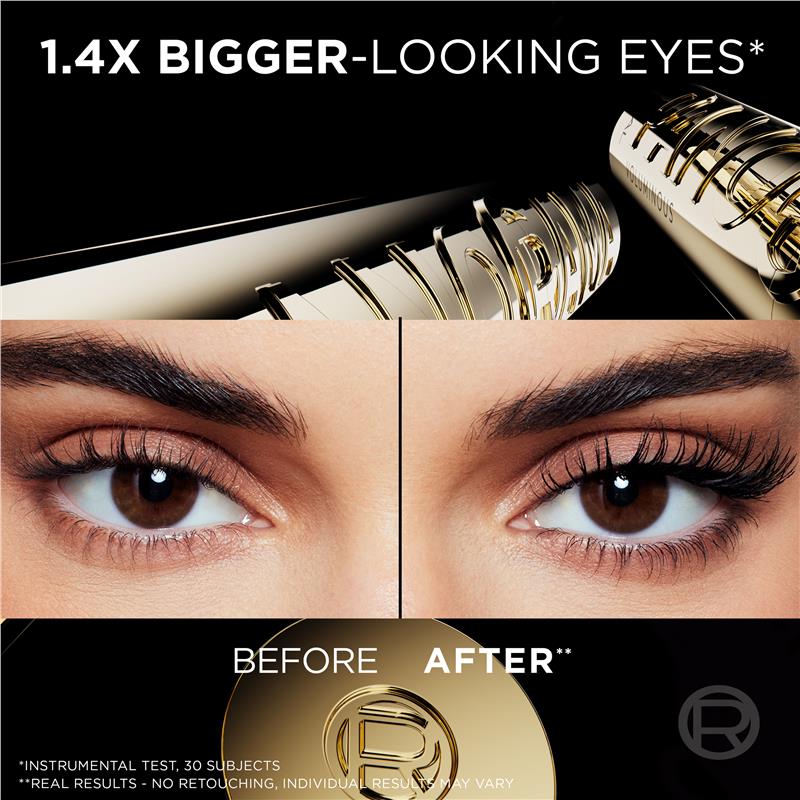 1.4X BIGGER-LOOKING EYES*
VOLUMINOUS
BEFORE AFTER**
*INSTRUMENTAL TEST, 30 SUBJECTS
**REAL RESULTS - NO RETOUCHING, INDIVIDUAL RESULTS MAY VARY